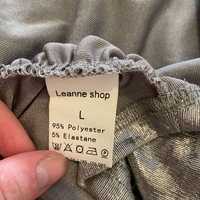 Leanne shop
L
95% Polyester
5% Elastane